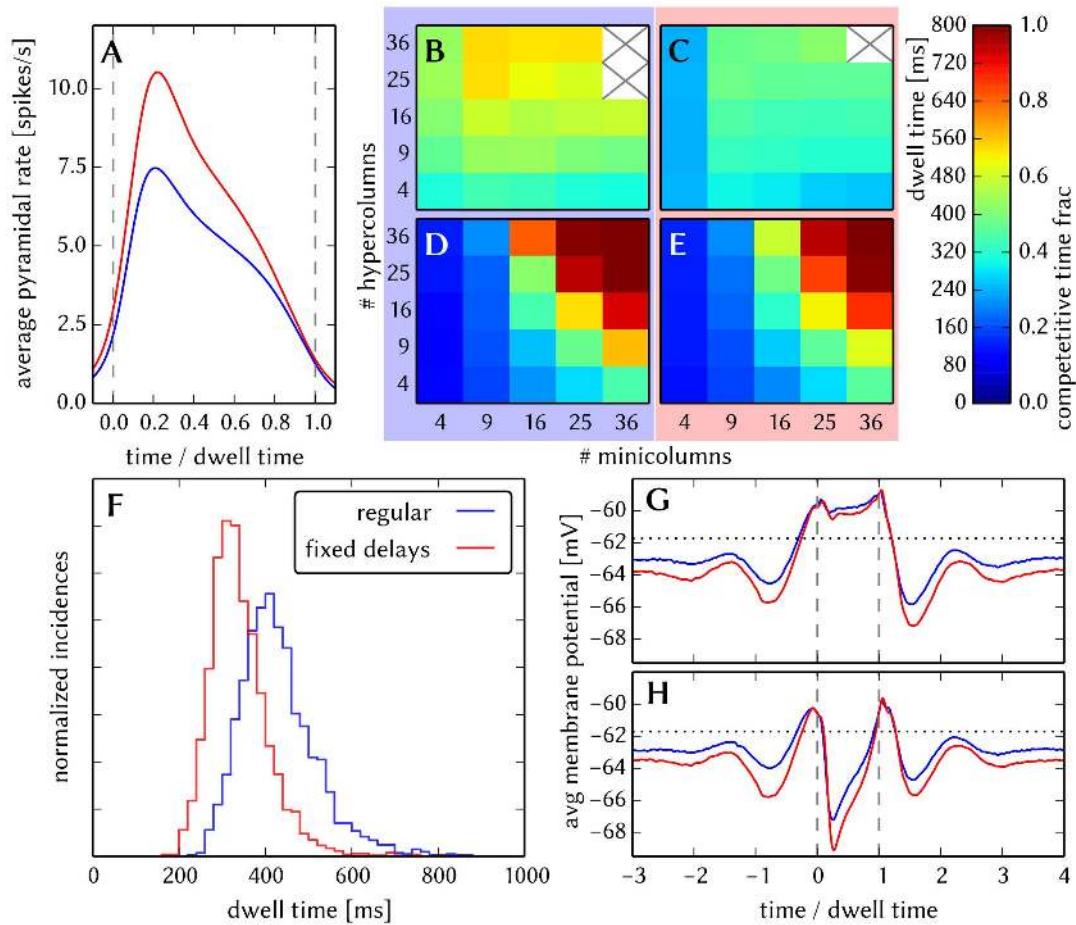 A
average pyramidal rate [spikes/s]
10.0
7.5
5.0
2.5
0.0
0.0 0.2 0.4 0.6 0.8 1.0
time / dwell time
B
C
D
E
# hypercolumns
36
25
16
9
4
36
25
16
9
4
4 9 16 25 36
4 9 16 25 36
# minicolumns
dwell time [ms]
800
720
640
560
480
400
320
240
160
80
0
1.0
0.8
0.6
0.4
0.2
0.0
competitive time frac
F
regular
fixed delays
normalized incidences
0 200 400 600 800 1000
dwell time [ms]
G
−60
−62
−64
−66
−68
H
−60
−62
−64
−66
−68
avg membrane potential [mV]
−3 −2 −1 0 1 2 3 4
time / dwell time